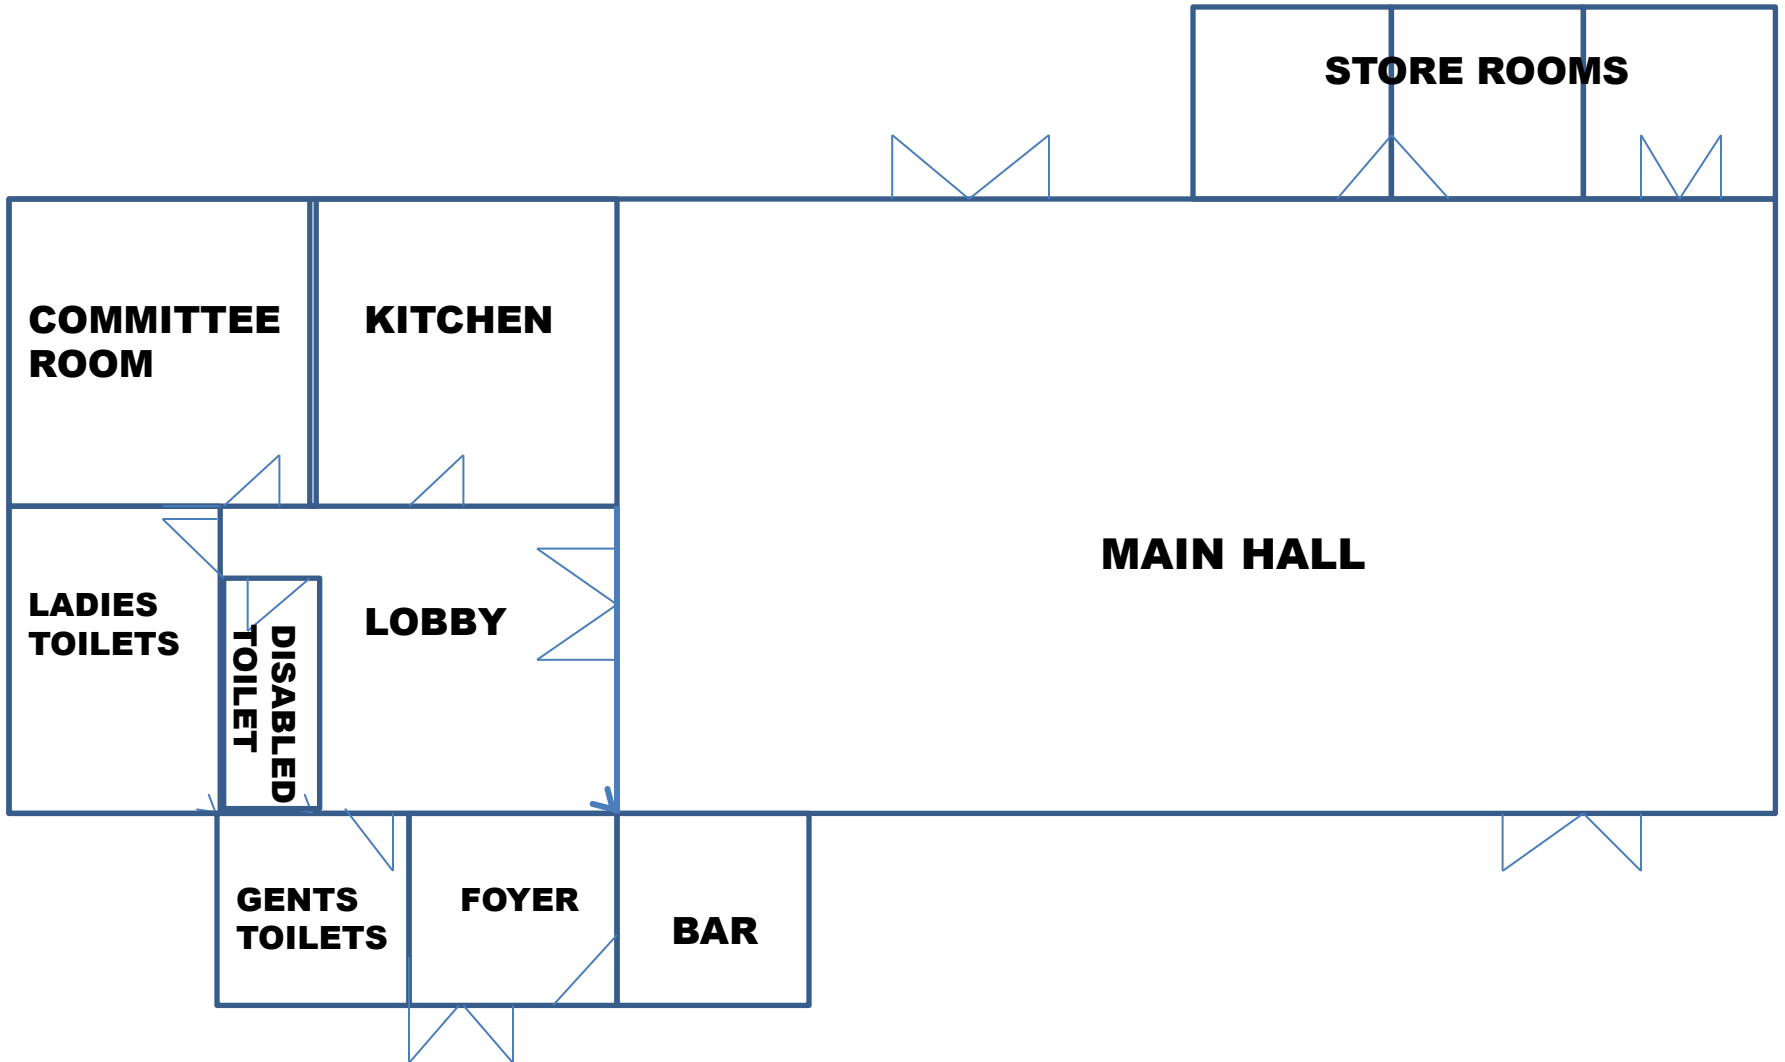 STORE ROOMS
COMMITTEE
ROOM
KITCHEN
MAIN HALL
LADIES
TOILETS
DISABLED
TOILET
LOBBY
GENTS
TOILETS
FOYER
BAR